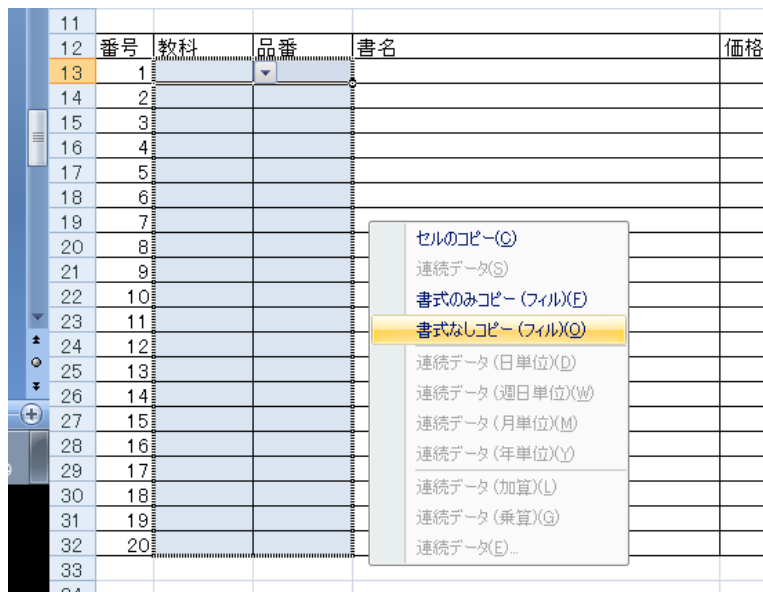 11
12 番号 教科 品番 書名 価格
13 1
14 2
15 3
16 4
17 5
18 6
19 7
20 8
21 9
22 10
23 11
24 12
25 13
26 14
27 15
28 16
29 17
30 18
31 19
32 20
33
セルのコピー(C)
連続データ(S)
書式のみコピー (フィル)(F)
書式なしコピー (フィル)(O)
連続データ (日単位)(D)
連続データ (週日単位)(W)
連続データ (月単位)(M)
連続データ (年単位)(Y)
連続データ (加算)(L)
連続データ (乗算)(G)
連続データ(E)...